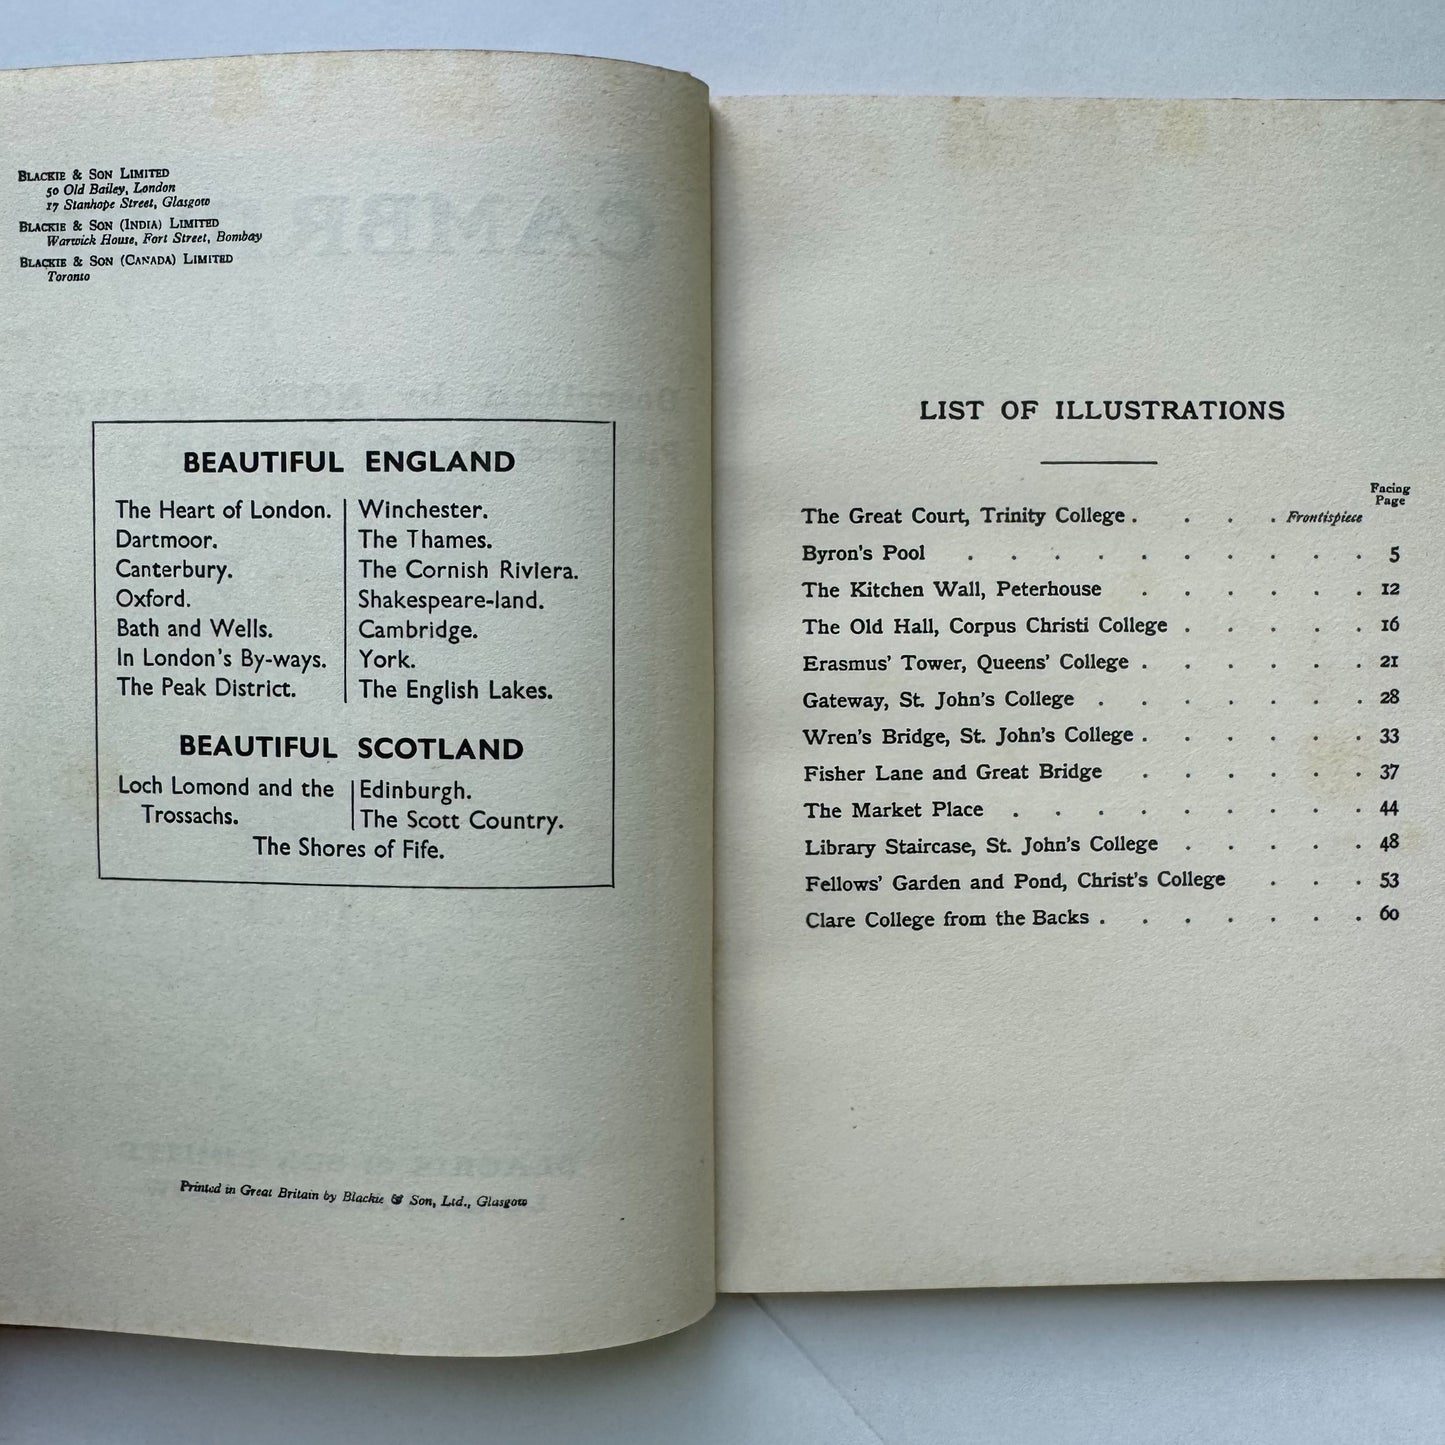 BLACKIE & SON LIMITED
50 Old Bailey, London
17 Stanhope Street, Glasgow
BLACKIE & SON (INDIA) LIMITED
Warwick House, Fort Street, Bombay
BLACKIE & SON (CANADA) LIMITED
Toronto
BEAUTIFUL ENGLAND
The Heart of London.
Dartmoor.
Canterbury.
Oxford.
Bath and Wells.
In London's By-ways.
The Peak District.
Winchester.
The Thames.
The Cornish Riviera.
Shakespeare-land.
Cambridge.
York.
The English Lakes.
BEAUTIFUL SCOTLAND
Loch Lomond and the
Trossachs.
Edinburgh.
The Scott Country.
The Shores of Fife.
Printed in Great Britain by Blackie & Son, Ltd., Glasgow
LIST OF ILLUSTRATIONS
Facing
Page
The Great Court, Trinity College . . . . Frontispiece
Byron's Pool . . . . . . . . . . 5
The Kitchen Wall, Peterhouse . . . . . . 12
The Old Hall, Corpus Christi College . . . . . 16
Erasmus' Tower, Queens' College . . . . . . 21
Gateway, St. John's College . . . . . . . 28
Wren's Bridge, St. John's College . . . . . . 33
Fisher Lane and Great Bridge . . . . . . 37
The Market Place . . . . . . . . . 44
Library Staircase, St. John's College . . . . . 48
Fellows' Garden and Pond, Christ's College . . . 53
Clare College from the Backs . . . . . . . 60